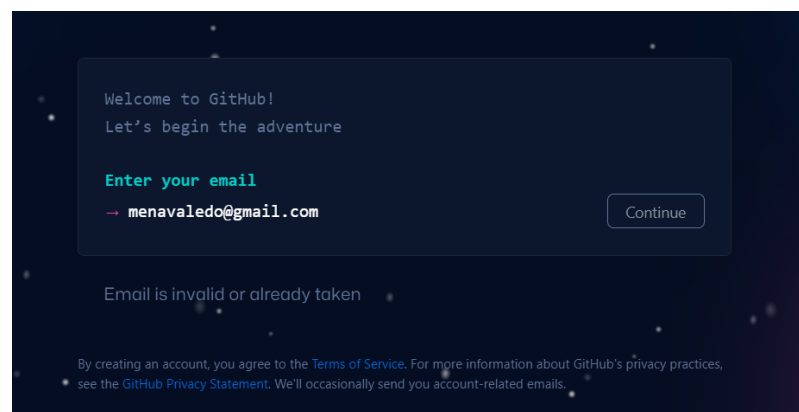 Welcome to GitHub!
Let’s begin the adventure
Enter your email
→ menavaledo@gmail.com
Continue
Email is invalid or already taken
By creating an account, you agree to the Terms of Service. For more information about GitHub's privacy practices,
see the GitHub Privacy Statement. We'll occasionally send you account-related emails.